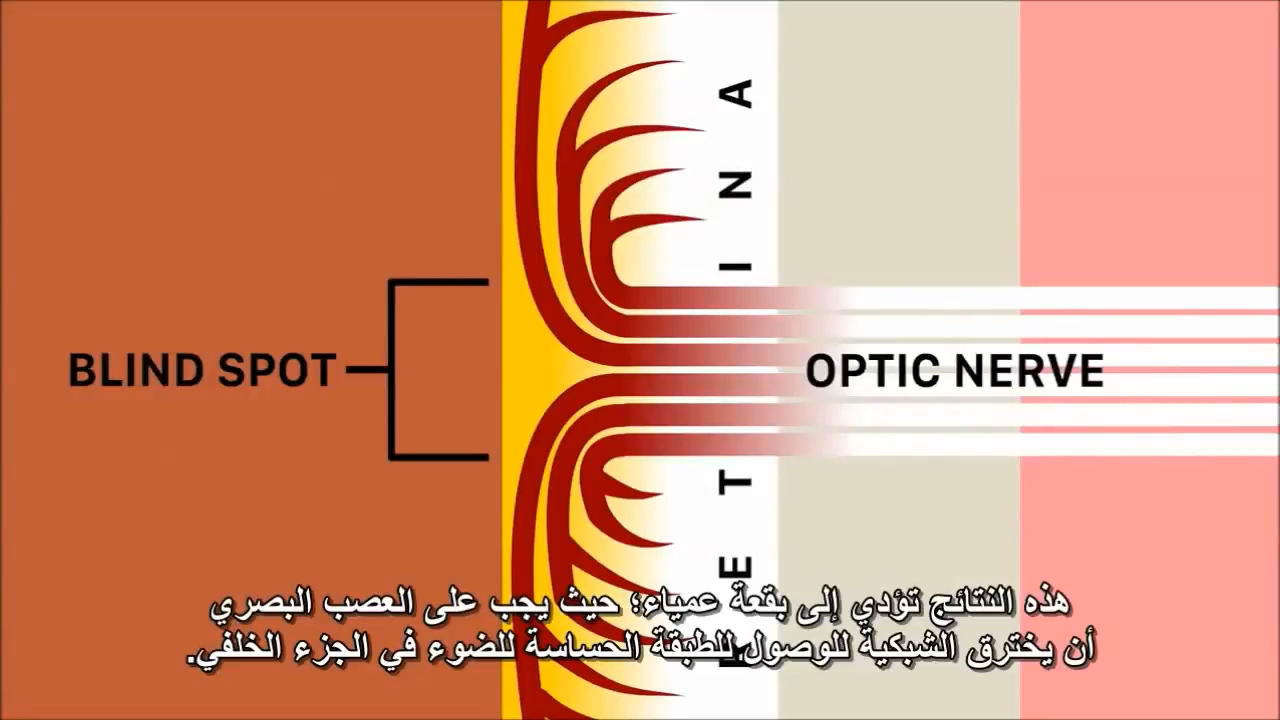 BLIND SPOT
OPTIC NERVE
RETINA
هذه النتائج تؤدي إلى بقعة عمياء؛ حيث يجب على العصب البصري
أن يخترق الشبكية للوصول للطبقة الحساسة للضوء في الجزء الخلفي.